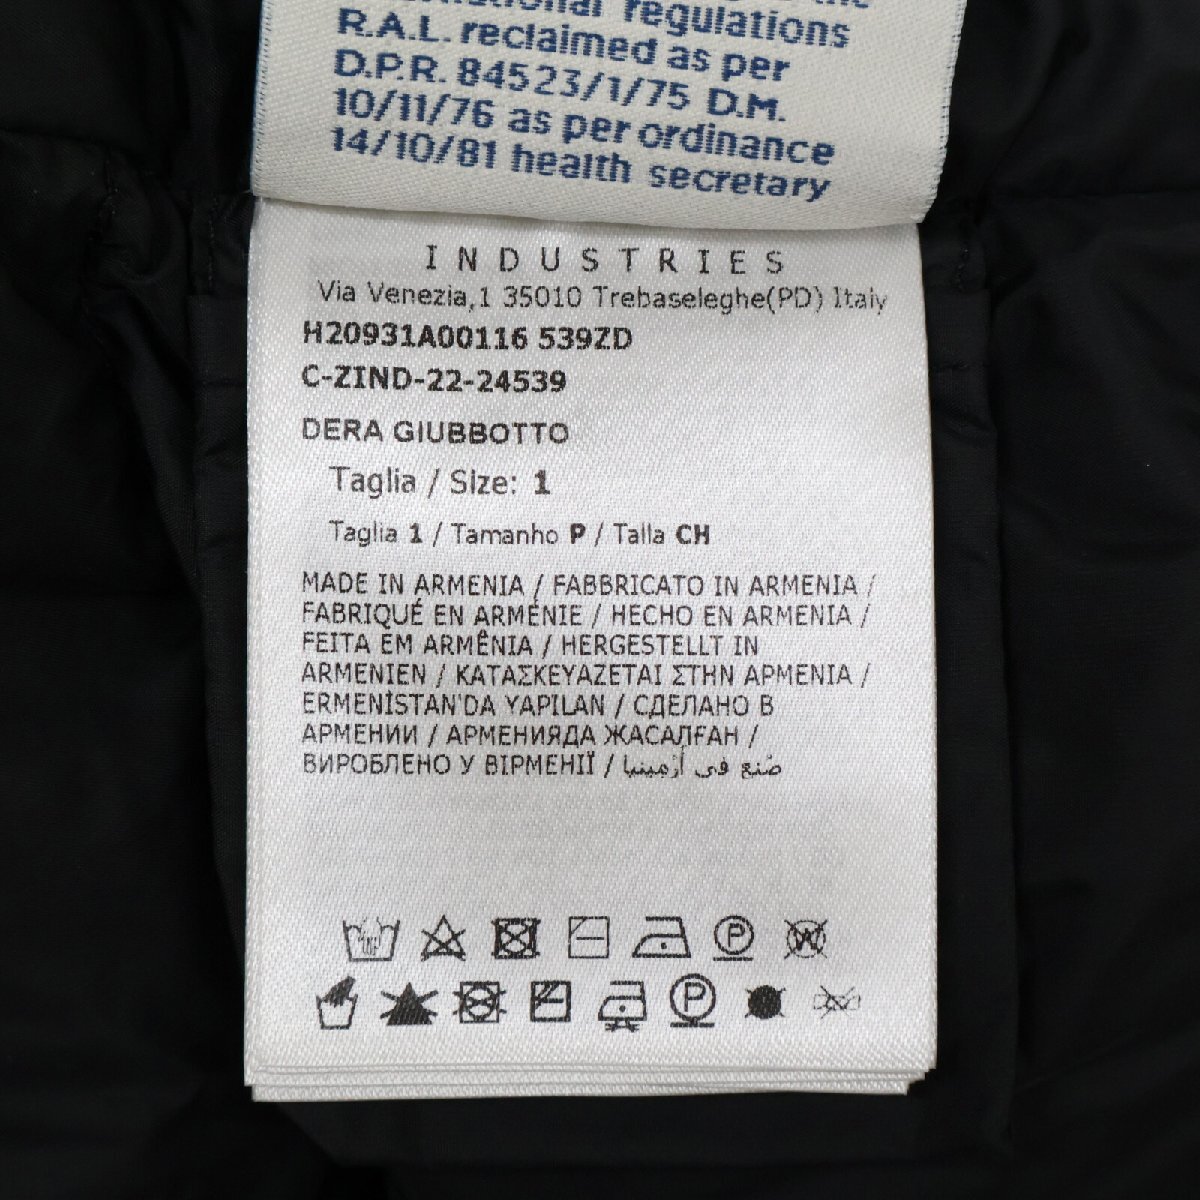 regulations
R.A.L. reclaimed as per
D.P.R. 84523/1/75 D.M.
10/11/76 as per ordinance
14/10/81 health secretary
INDUSTRIES
Via Venezia,1 35010 Trebaseleghe(PD) Italy
H20931A00116 539ZD
C-ZIND-22-24539
DERA GIUBBOTTO
Taglia / Size: 1
Taglia 1 / Tamanho P / Talla CH
MADE IN ARMENIA / FABBRICATO IN ARMENIA /
FABRIQUÉ EN ARMÉNIE / HECHO EN ARMENIA /
FEITA EM ARMÊNIA / HERGESTELLT IN
ARMENIEN / ΚΑΤΑΣΚΕΥΑΖΕΤΑΙ ΣΤΗΝ ΑΡΜΕΝΙΑ /
ERMENİSTAN'DA YAPILAN / СДЕЛАНО В
АРМЕНИИ / АРМЕНИЯДА ЖАСАЛҒАН /
ВИРОБЛЕНО У ВІРМЕНІЇ / صُنع في أرمينيا
P W
P